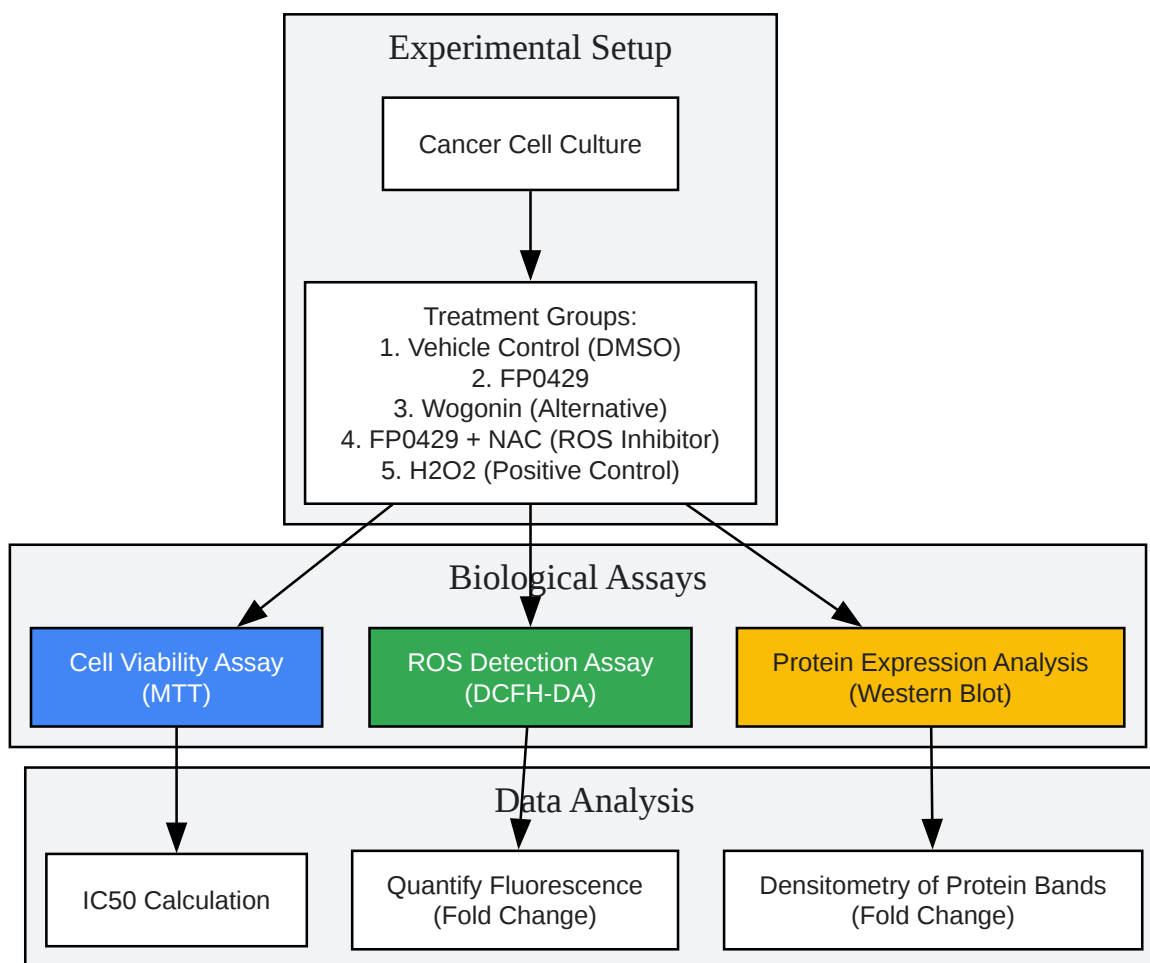 Experimental Setup
Cancer Cell Culture
Treatment Groups:
1. Vehicle Control (DMSO)
2. FP0429
3. Wogonin (Alternative)
4. FP0429 + NAC (ROS Inhibitor)
5. H2O2 (Positive Control)
Biological Assays
Cell Viability Assay
(MTT)
ROS Detection Assay
(DCFH-DA)
Protein Expression Analysis
(Western Blot)
Data Analysis
IC50 Calculation
Quantify Fluorescence
(Fold Change)
Densitometry of Protein Bands
(Fold Change)